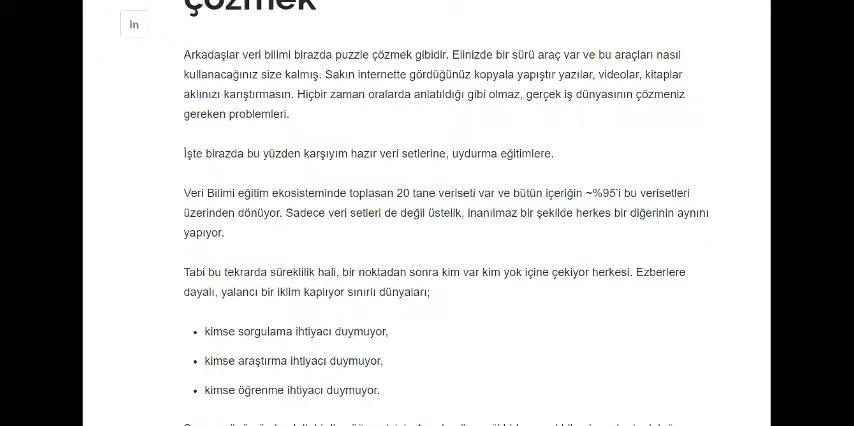 çözmek
in
Arkadaşlar veri bilimi birazda puzzle çözmek gibidir. Elinizde bir sürü araç var ve bu araçları nasıl
kullanacağınız size kalmış. Sakın internette gördüğünüz kopyala yapıştır yazılar, videolar, kitaplar
aklınızı karıştırmasın. Hiçbir zaman oralarda anlatıldığı gibi olmaz, gerçek iş dünyasının çözmeniz
gereken problemleri.
İşte birazda bu yüzden karşıyım hazır veri setlerine, uydurma eğitimlere.
Veri Bilimi eğitim ekosisteminde toplasan 20 tane veriseti var ve bütün içeriğin ~%95'i bu verisetleri
üzerinden dönüyor. Sadece veri setleri de değil üstelik, inanılmaz bir şekilde herkes bir diğerinin aynını
yapıyor.
Tabi bu tekrarda süreklilik hali, bir noktadan sonra kim var kim yok içine çekiyor herkesi. Ezberlere
dayalı, yalancı bir iklim kaplıyor sınırlı dünyaları;
• kimse sorgulama ihtiyacı duymuyor,
• kimse araştırma ihtiyacı duymuyor,
• kimse öğrenme ihtiyacı duymuyor.